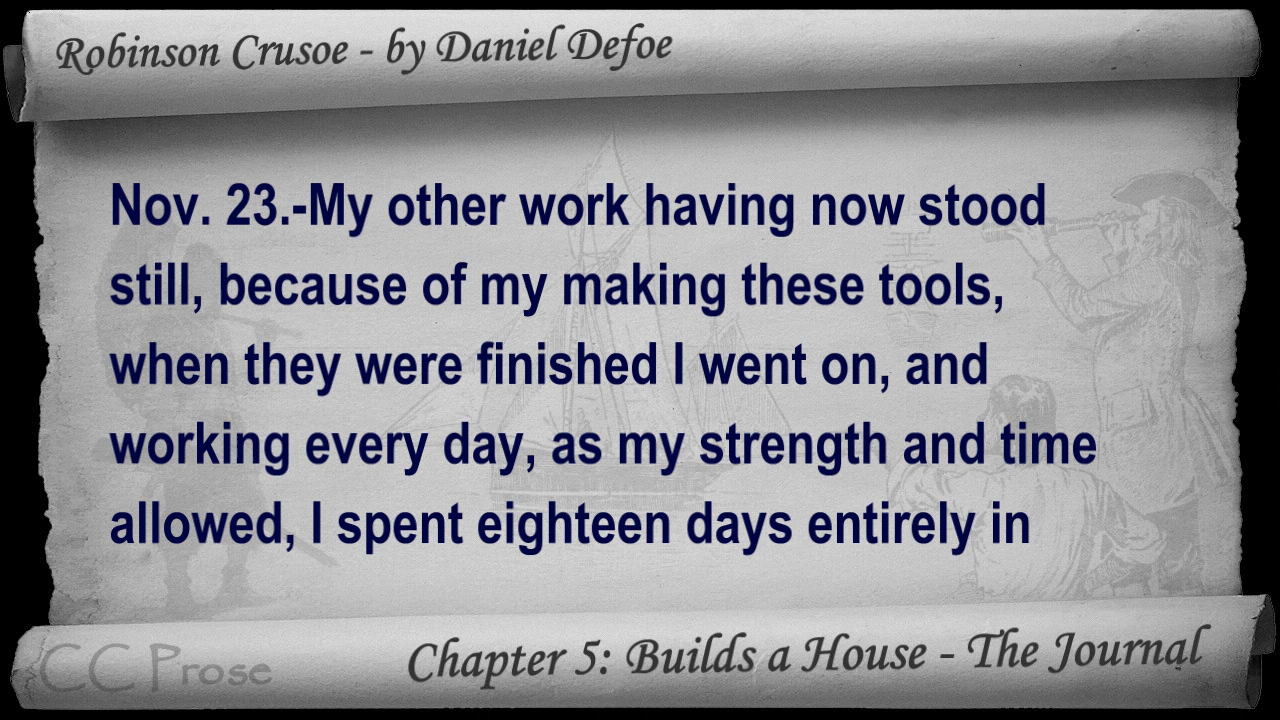 Robinson Crusoe - by Daniel Defoe
Nov. 23.-My other work having now stood
still, because of my making these tools,
when they were finished I went on, and
working every day, as my strength and time
allowed, I spent eighteen days entirely in
CC Prose
Chapter 5: Builds a House - The Journal